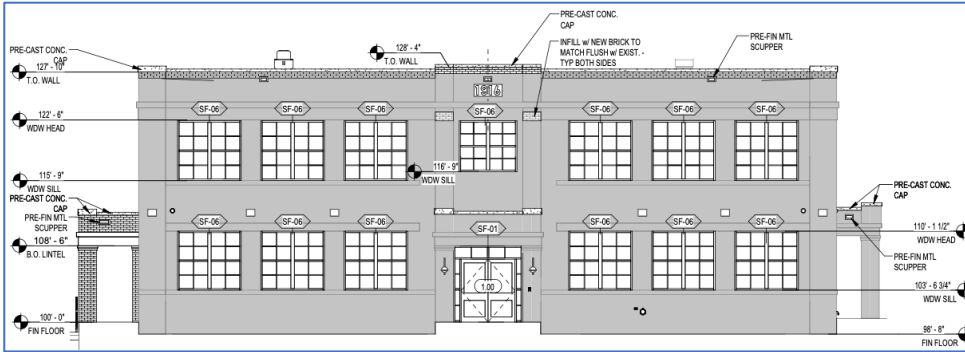 PRE-CAST CONC.
CAP
128' - 4"
T.O. WALL
INFILL w/ NEW BRICK TO
MATCH FLUSH w/ EXIST. -
TYP BOTH SIDES
PRE-FIN MTL
SCUPPER
PRE-CAST CONC.
CAP
127' - 10"
T.O. WALL
1916
SF-06
SF-06
SF-06
SF-06
SF-06
SF-06
SF-06
122' - 6"
WDW HEAD
116' - 9"
WDW SILL
115' - 9"
WDW SILL
PRE-CAST CONC.
CAP
PRE-FIN MTL
SCUPPER
108' - 6"
B.O. LINTEL
PRE-CAST CONC.
CAP
SF-06
SF-06
SF-06
SF-01
SF-06
SF-06
SF-06
110' - 1 1/2"
WDW HEAD
PRE-FIN MTL
SCUPPER
1.00
103' - 6 3/4"
WDW SILL
100' - 0"
FIN FLOOR
98' - 8"
FIN FLOOR